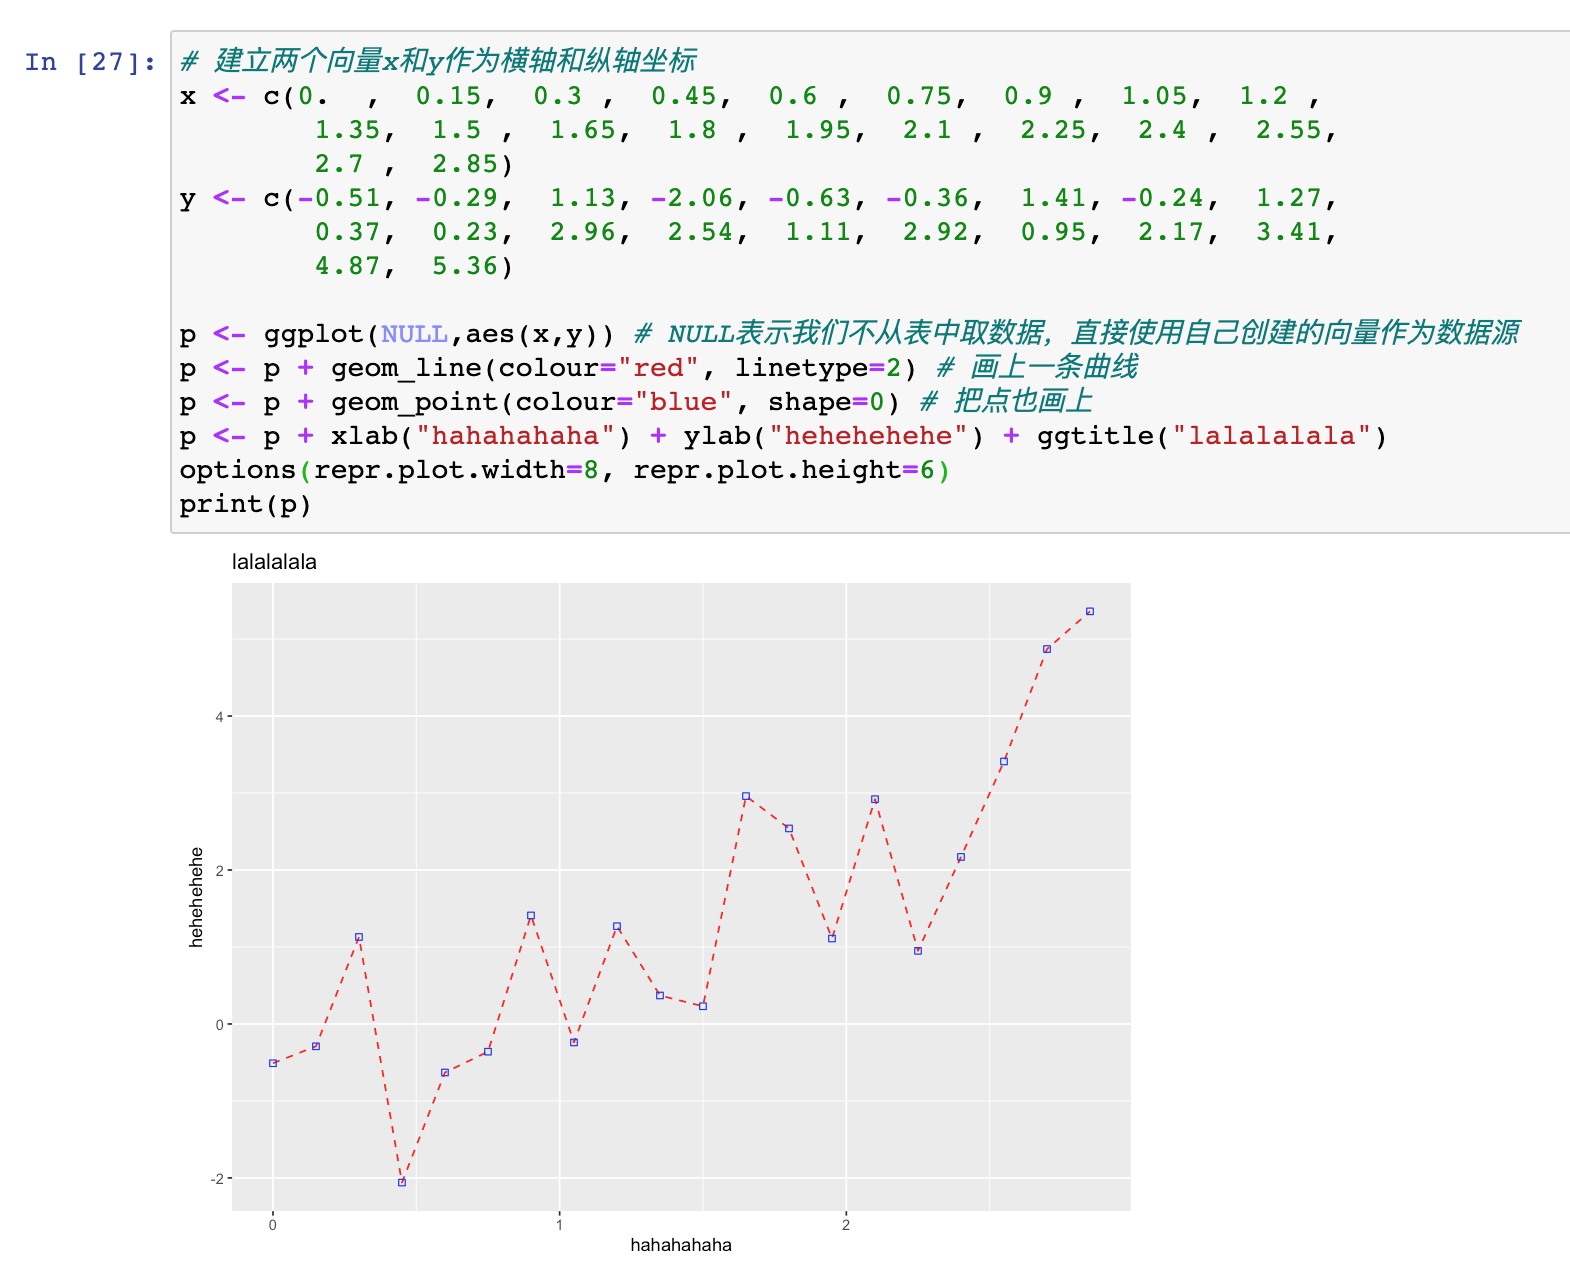 In [27]:
# 建立两个向量x和y作为横轴和纵轴坐标
x <- c(0.  ,  0.15,  0.3 ,  0.45,  0.6 ,  0.75,  0.9 ,  1.05,  1.2 ,
        1.35,  1.5 ,  1.65,  1.8 ,  1.95,  2.1 ,  2.25,  2.4 ,  2.55,
        2.7 ,  2.85)
y <- c(-0.51, -0.29,  1.13, -2.06, -0.63, -0.36,  1.41, -0.24,  1.27,
        0.37,  0.23,  2.96,  2.54,  1.11,  2.92,  0.95,  2.17,  3.41,
        4.87,  5.36)
p <- ggplot(NULL,aes(x,y)) # NULL表示我们不从表中取数据，直接使用自己创建的向量作为数据源
p <- p + geom_line(colour="red", linetype=2) # 画上一条曲线
p <- p + geom_point(colour="blue", shape=0) # 把点也画上
p <- p + xlab("hahahahaha") + ylab("hehehehehe") + ggtitle("lalalalala")
options(repr.plot.width=8, repr.plot.height=6)
print(p)
lalalalala
4
2
0
-2
hehehehehe
0 1 2
hahahahaha